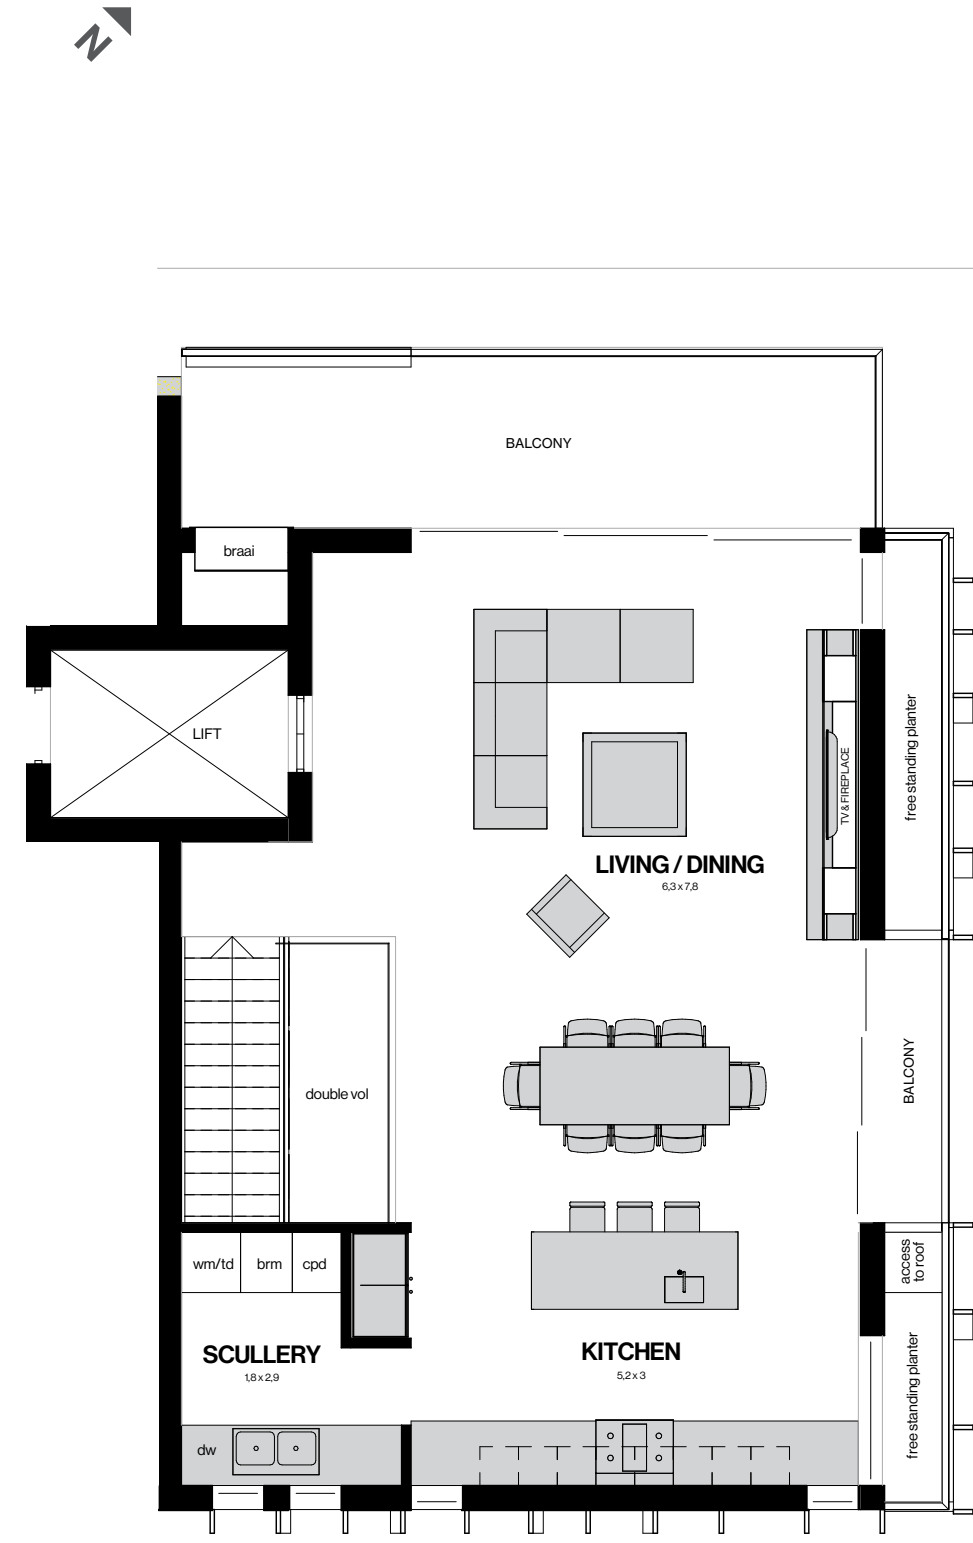 N
BALCONY
braai
LIFT
free standing planter
TV & FIREPLACE
LIVING / DINING
6,3 x 7,8
BALCONY
double vol
wm/td
brm
cpd
access
to roof
SCULLERY
1,8 x 2,9
KITCHEN
5,2 x 3
free standing planter
dw